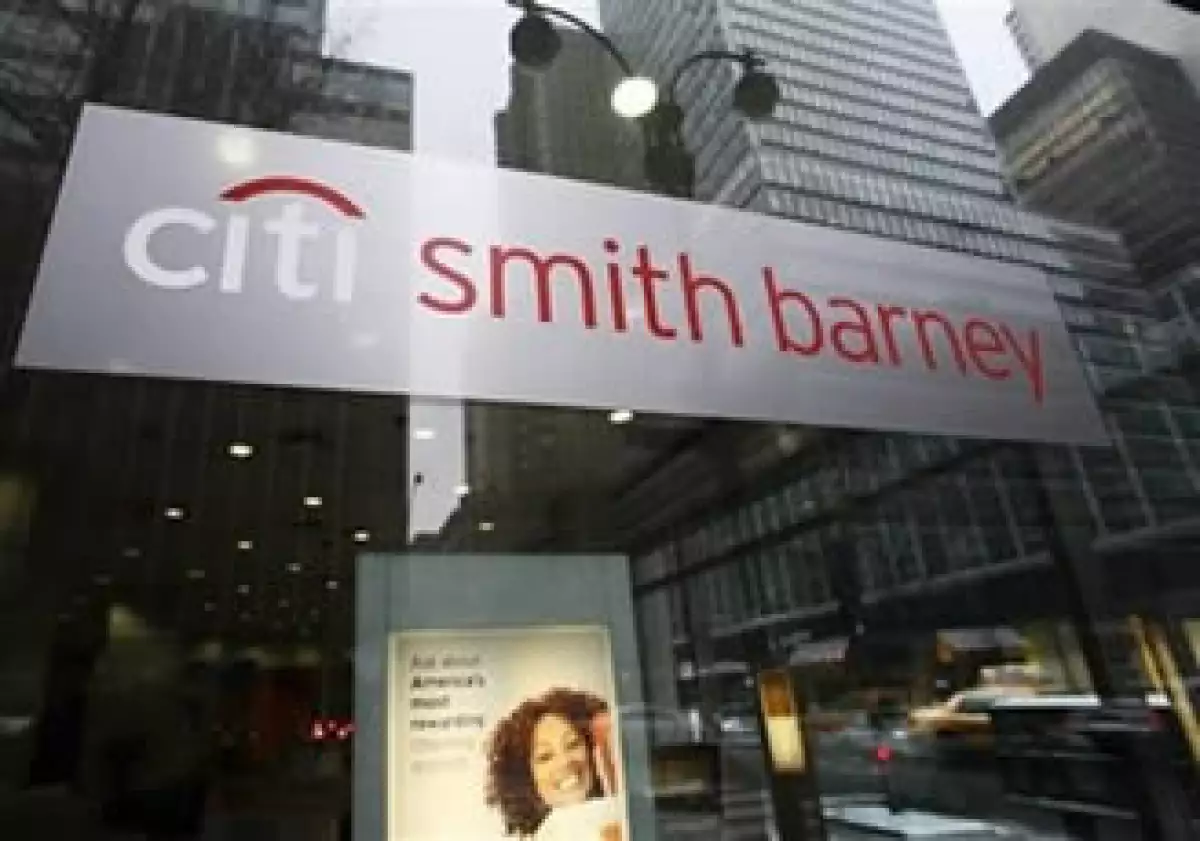 citi smith barney
Ask about
America's
most
rewarding